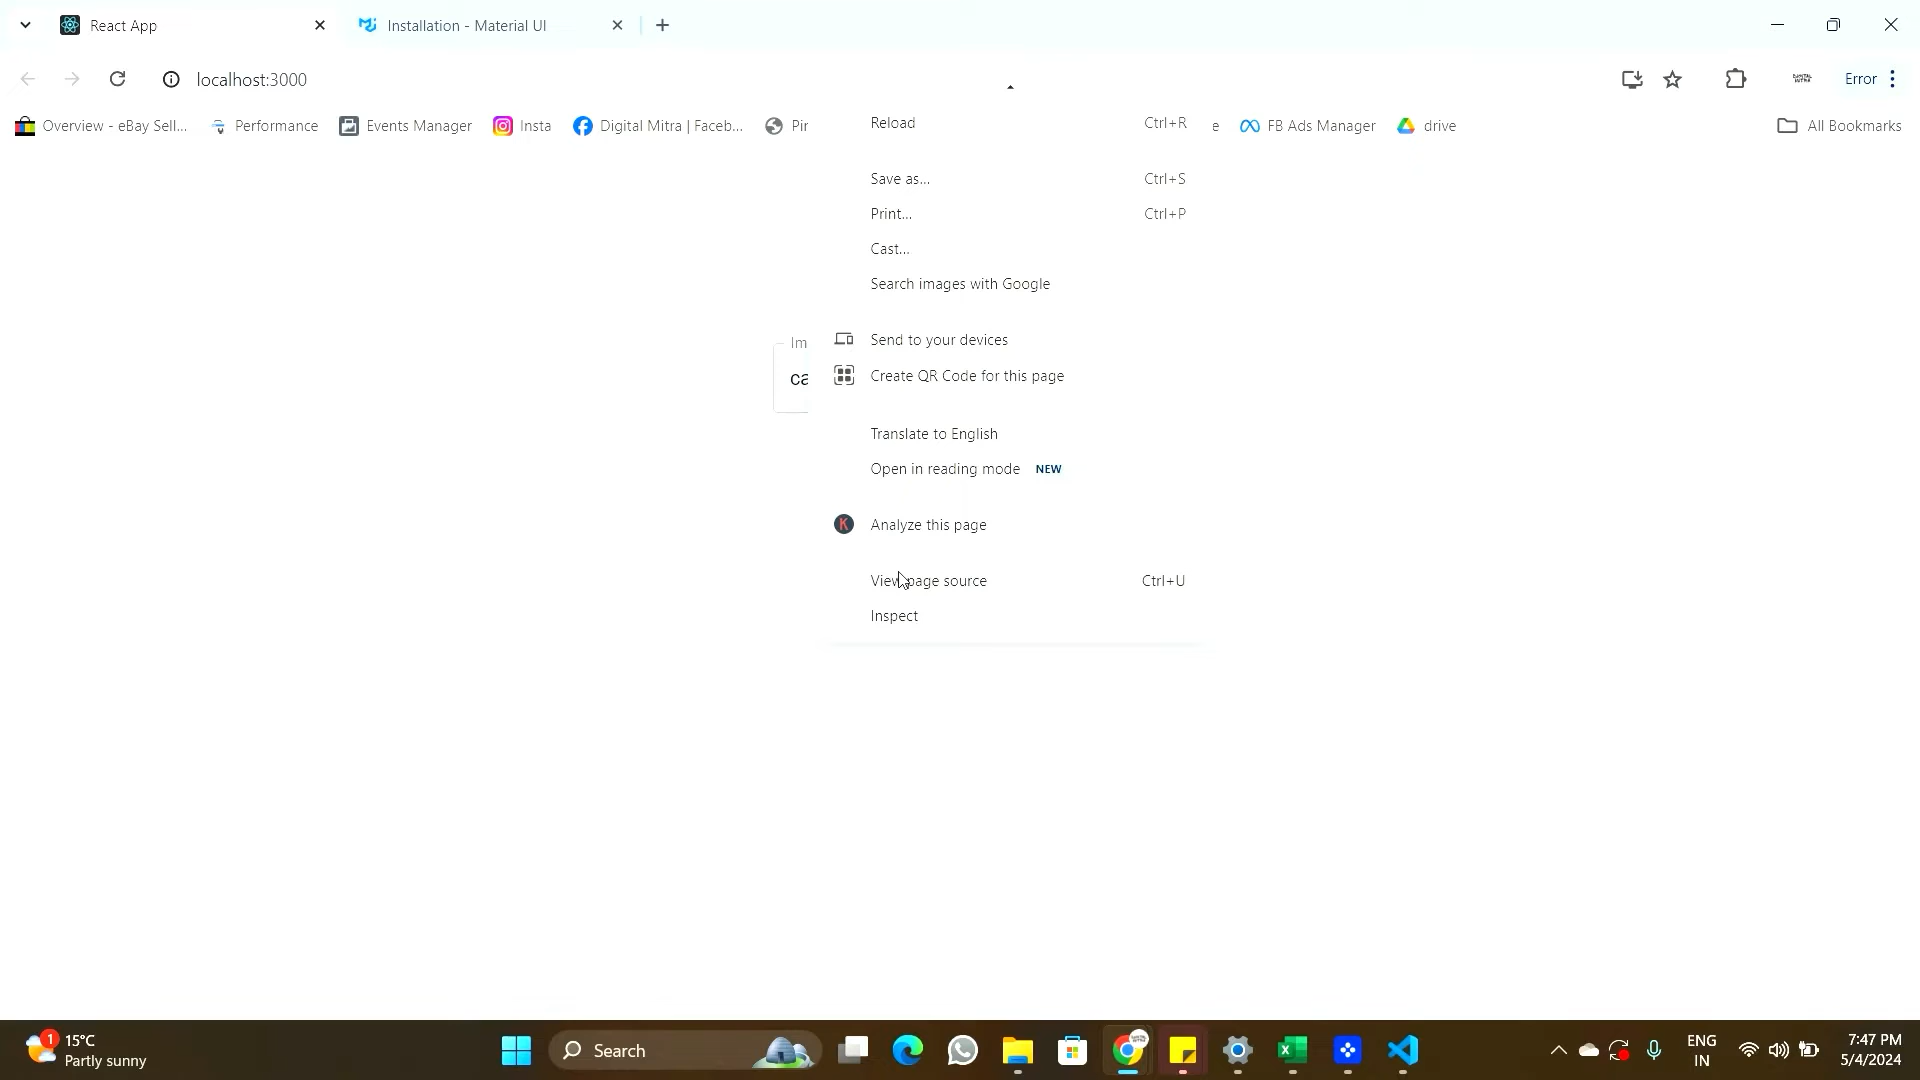 React App
Installation - Material UI
localhost:3000
Error
Overview - eBay Sell...
Performance
Events Manager
Insta
Digital Mitra | Faceb...
Pir
e
FB Ads Manager
drive
All Bookmarks
Reload Ctrl+R
Save as... Ctrl+S
Print... Ctrl+P
Cast...
Search images with Google
Im
Send to your devices
ca
Create QR Code for this page
Translate to English
Open in reading mode NEW
K Analyze this page
View page source Ctrl+U
Inspect
1
15°C
Partly sunny
Search
ENG
IN
7:47 PM
5/4/2024